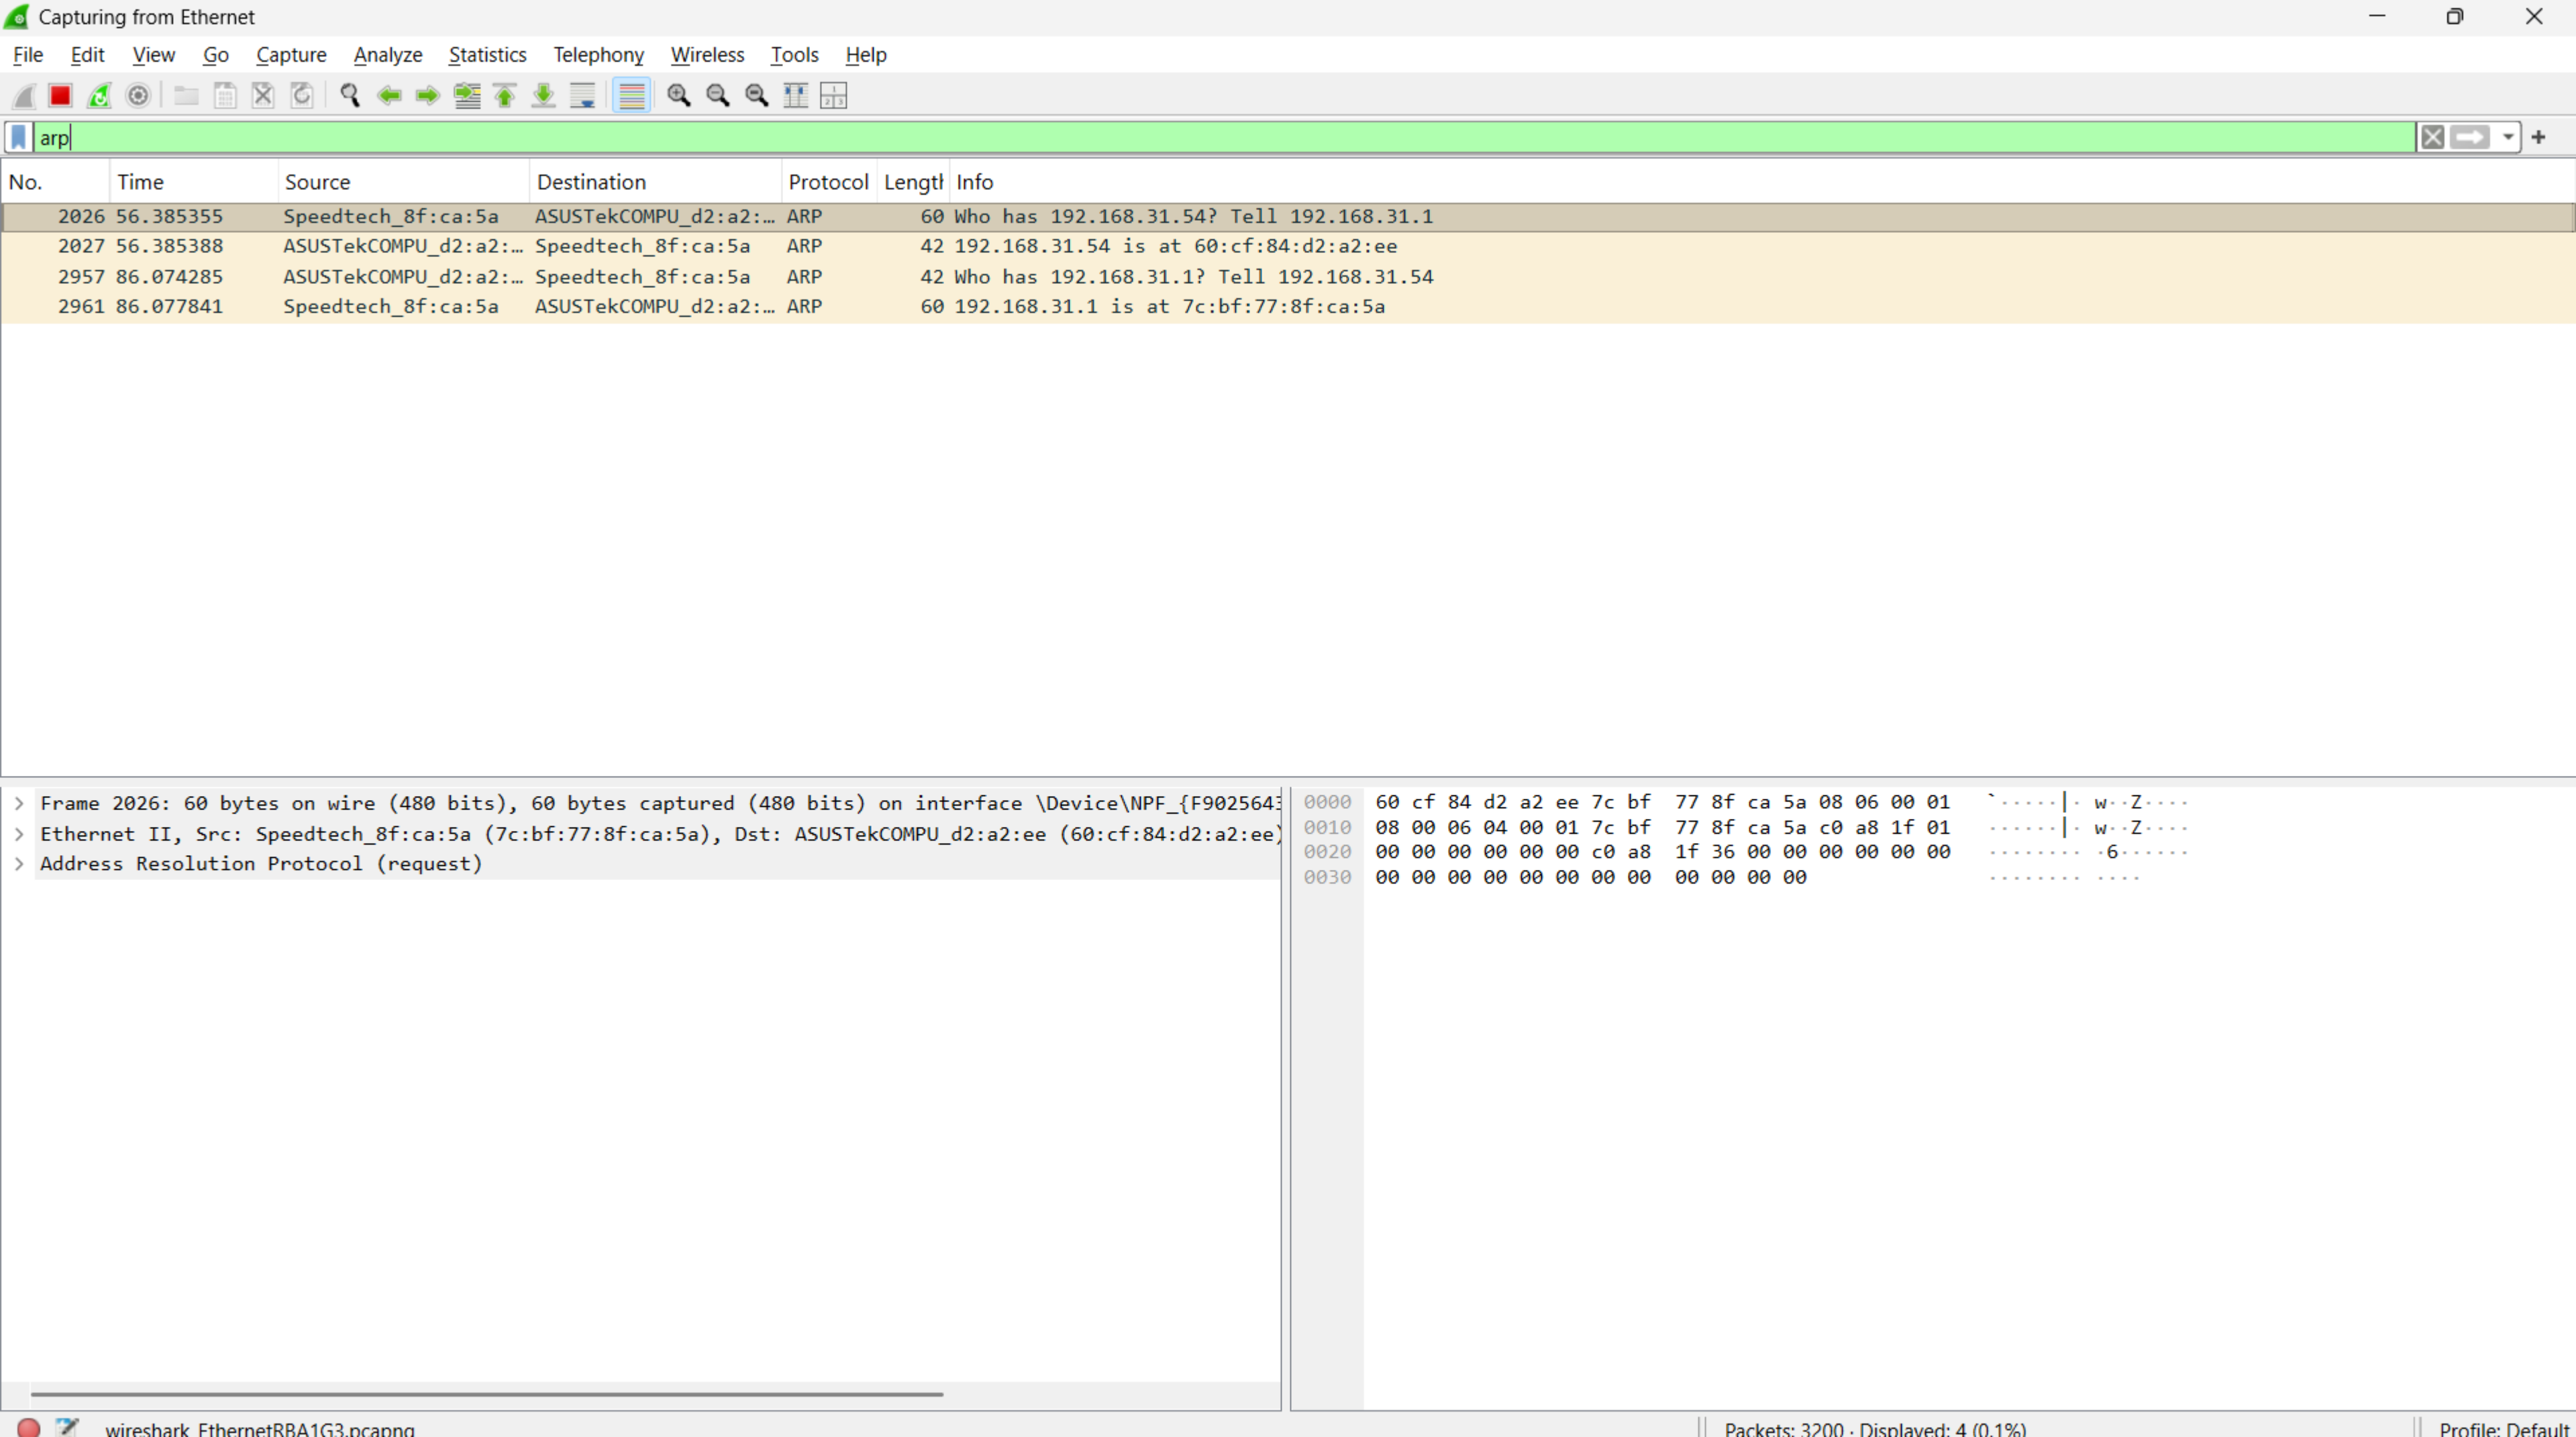 Capturing from Ethernet
File Edit View Go Capture Analyze Statistics Telephony Wireless Tools Help
arp
No. Time Source Destination Protocol Length Info
2026 56.385355 Speedtech_8f:ca:5a ASUSTekCOMPU_d2:a2:… ARP 60 Who has 192.168.31.54? Tell 192.168.31.1
2027 56.385388 ASUSTekCOMPU_d2:a2:… Speedtech_8f:ca:5a ARP 42 192.168.31.54 is at 60:cf:84:d2:a2:ee
2957 86.074285 ASUSTekCOMPU_d2:a2:… Speedtech_8f:ca:5a ARP 42 Who has 192.168.31.1? Tell 192.168.31.54
2961 86.077841 Speedtech_8f:ca:5a ASUSTekCOMPU_d2:a2:… ARP 60 192.168.31.1 is at 7c:bf:77:8f:ca:5a
Frame 2026: 60 bytes on wire (480 bits), 60 bytes captured (480 bits) on interface \Device\NPF_{F9025643
Ethernet II, Src: Speedtech_8f:ca:5a (7c:bf:77:8f:ca:5a), Dst: ASUSTekCOMPU_d2:a2:ee (60:cf:84:d2:a2:ee)
Address Resolution Protocol (request)
0000 60 cf 84 d2 a2 ee 7c bf 77 8f ca 5a 08 06 00 01 `·····|· w··Z····
0010 08 00 06 04 00 01 7c bf 77 8f ca 5a c0 a8 1f 01 ······|· w··Z····
0020 00 00 00 00 00 00 c0 a8 1f 36 00 00 00 00 00 00 ········ ·6······
0030 00 00 00 00 00 00 00 00 00 00 00 00 ········ ····
wireshark_EthernetRBA1G3.pcapng
Packets: 3200 · Displayed: 4 (0.1%)
Profile: Default